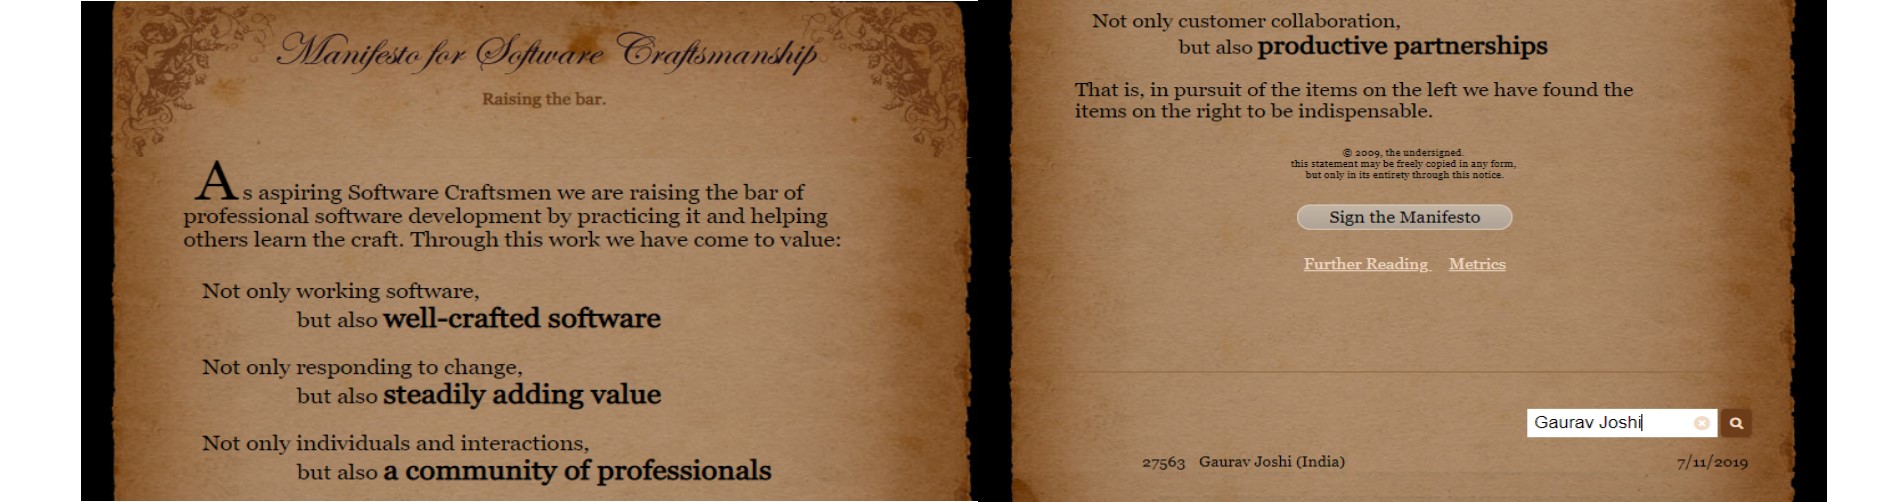 Manifesto for Software Craftsmanship
Raising the bar.
As aspiring Software Craftsmen we are raising the bar of
professional software development by practicing it and helping
others learn the craft. Through this work we have come to value:
Not only working software,
but also well-crafted software
Not only responding to change,
but also steadily adding value
Not only individuals and interactions,
but also a community of professionals
Not only customer collaboration,
but also productive partnerships
That is, in pursuit of the items on the left we have found the
items on the right to be indispensable.
© 2009, the undersigned.
this statement may be freely copied in any form,
but only in its entirety through this notice.
Sign the Manifesto
Further Reading Metrics
Gaurav Joshi
27563 Gaurav Joshi (India) 7/11/2019